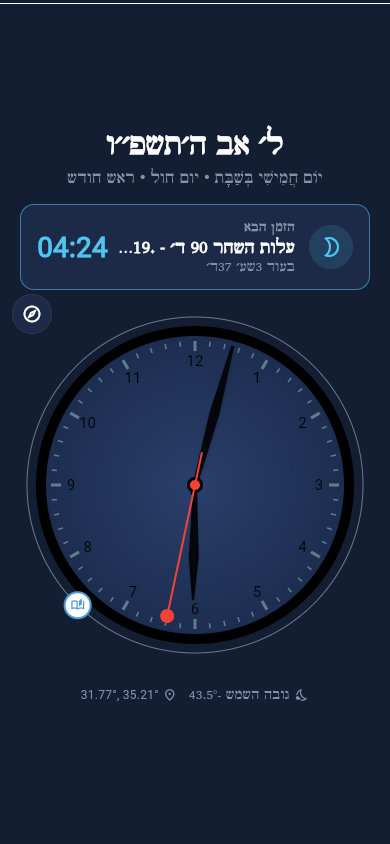 ל׳ אב ה׳תשפ״ו
יוֹם חֲמִישִׁי בְּשַׁבָּת • יום חול • ראש חודש
הזמן הבא
עלות השחר 90 ד׳ - .19…
בעוד 3שע׳ 37ד׳
04:24
12
1
2
3
4
5
6
7
8
9
10
11
גובה השמש -43.5°
31.77°, 35.21°